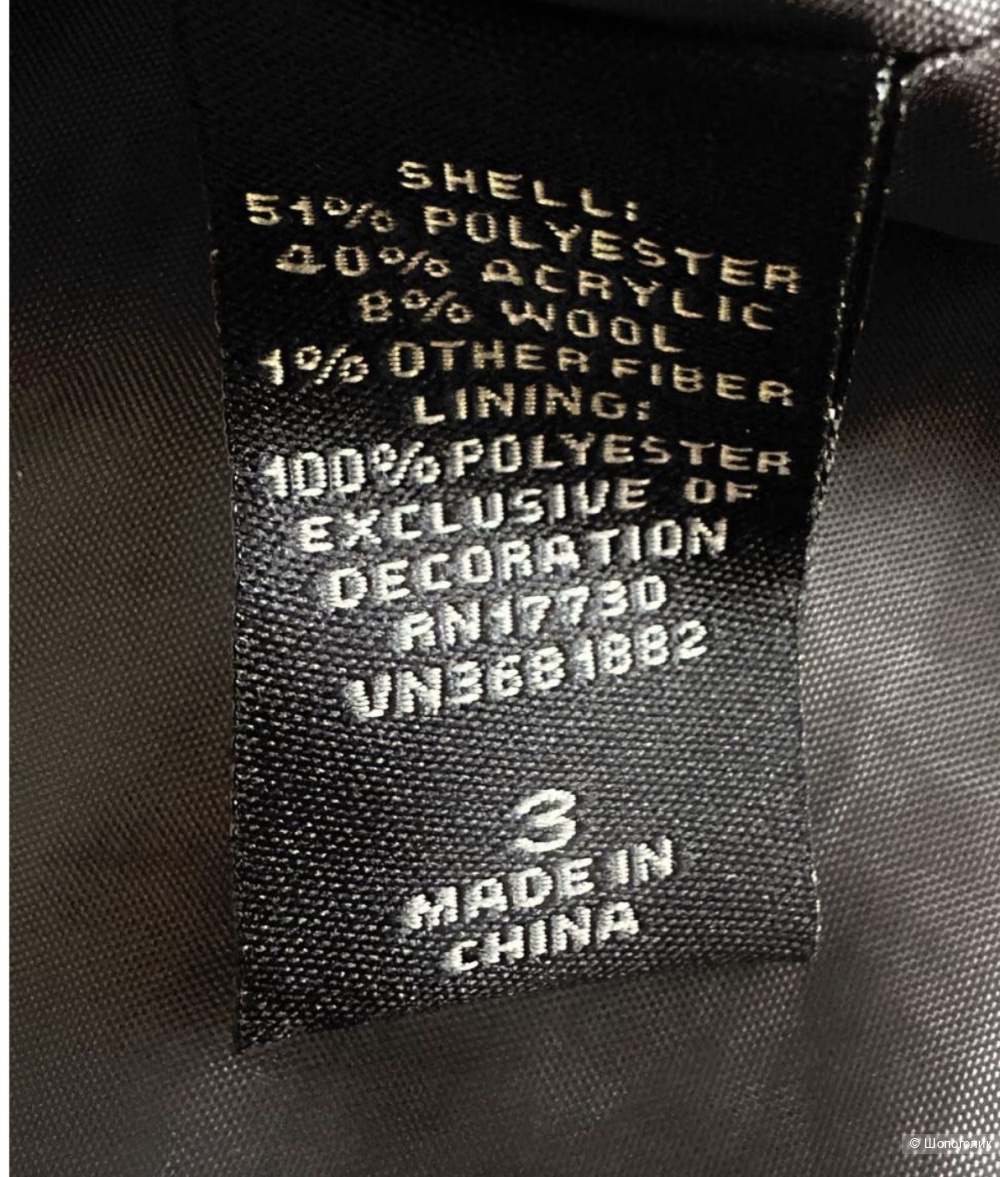 SHELL:
51% POLYESTER
40% ACRYLIC
8% WOOL
1% OTHER FIBER
LINING:
100% POLYESTER
EXCLUSIVE OF
DECORATION
RN17730
VN3681882
3
MADE IN
CHINA
© Шопоголик